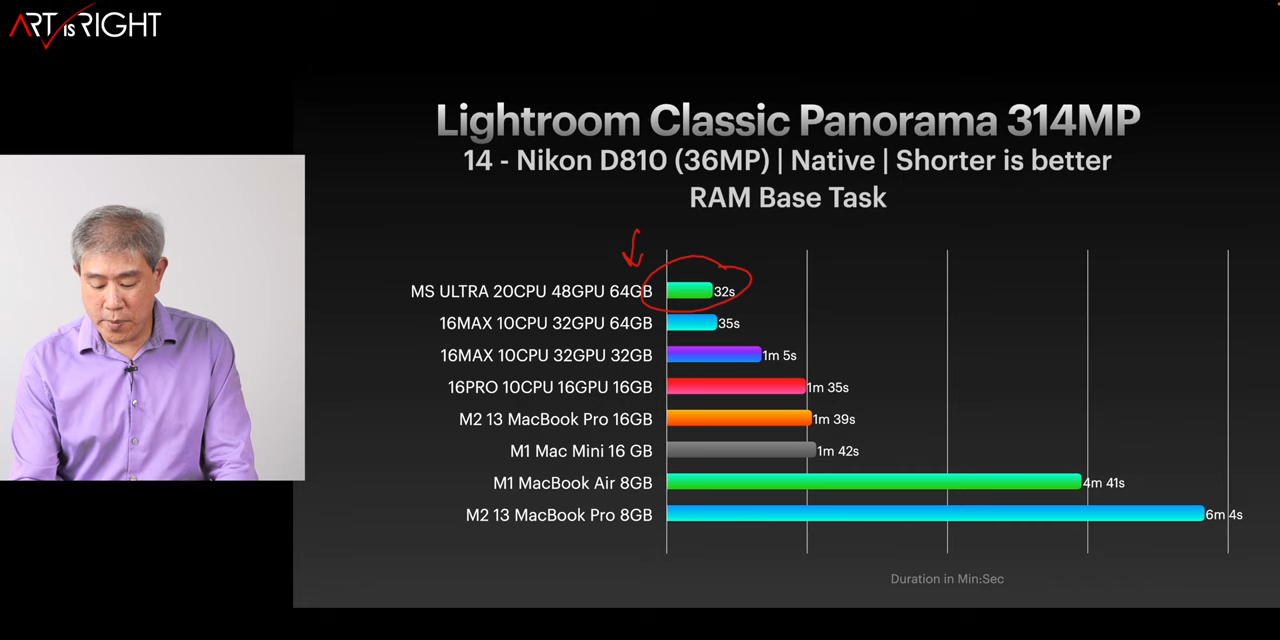 ART iS RIGHT
Lightroom Classic Panorama 314MP
14 - Nikon D810 (36MP) | Native | Shorter is better
RAM Base Task
MS ULTRA 20CPU 48GPU 64GB 32s
16MAX 10CPU 32GPU 64GB 35s
16MAX 10CPU 32GPU 32GB 1m 5s
16PRO 10CPU 16GPU 16GB 1m 35s
M2 13 MacBook Pro 16GB 1m 39s
M1 Mac Mini 16 GB 1m 42s
M1 MacBook Air 8GB 4m 41s
M2 13 MacBook Pro 8GB 6m 4s
Duration in Min:Sec